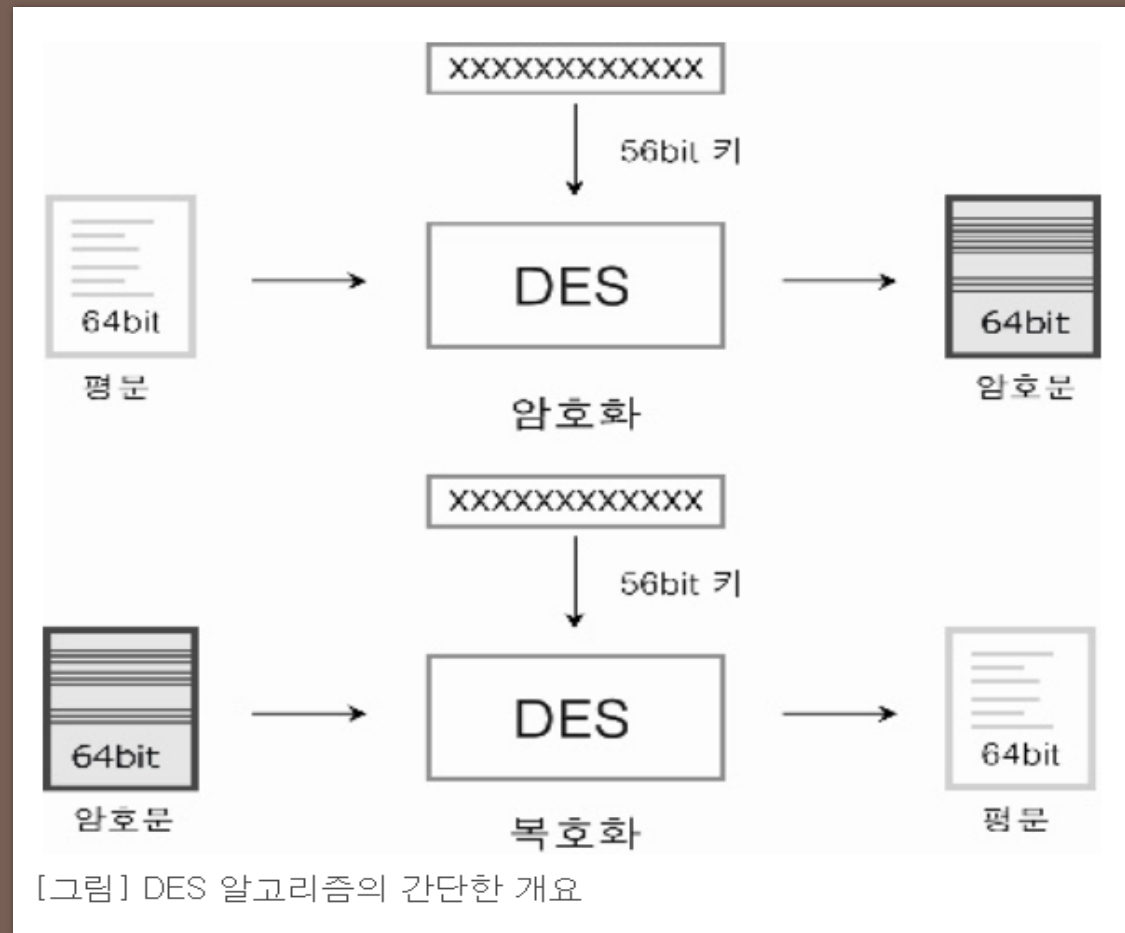 XXXXXXXXXXXX
56bit 키
DES
64bit
64bit
평문
암호문
암호화
XXXXXXXXXXXX
56bit 키
DES
64bit
64bit
암호문
평문
복호화
[그림] DES 알고리즘의 간단한 개요